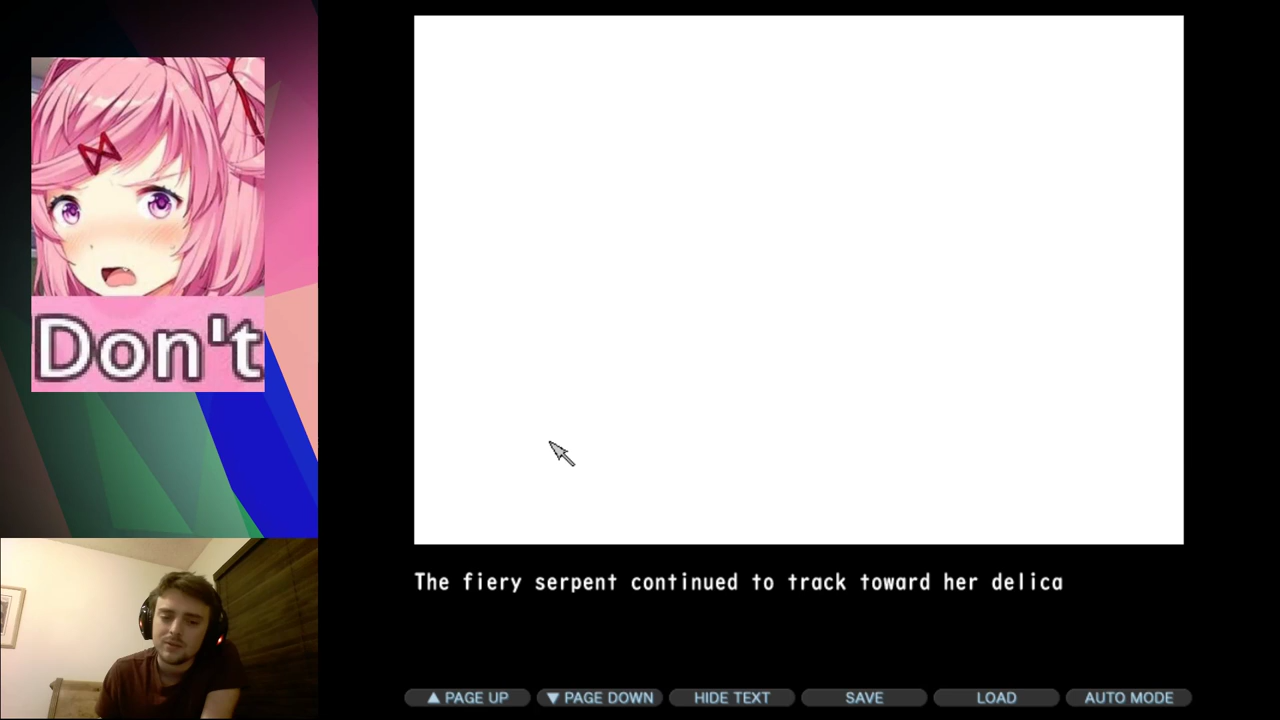 Don't
The fiery serpent continued to track toward her delica
▲ PAGE UP
▼ PAGE DOWN
HIDE TEXT
SAVE
LOAD
AUTO MODE